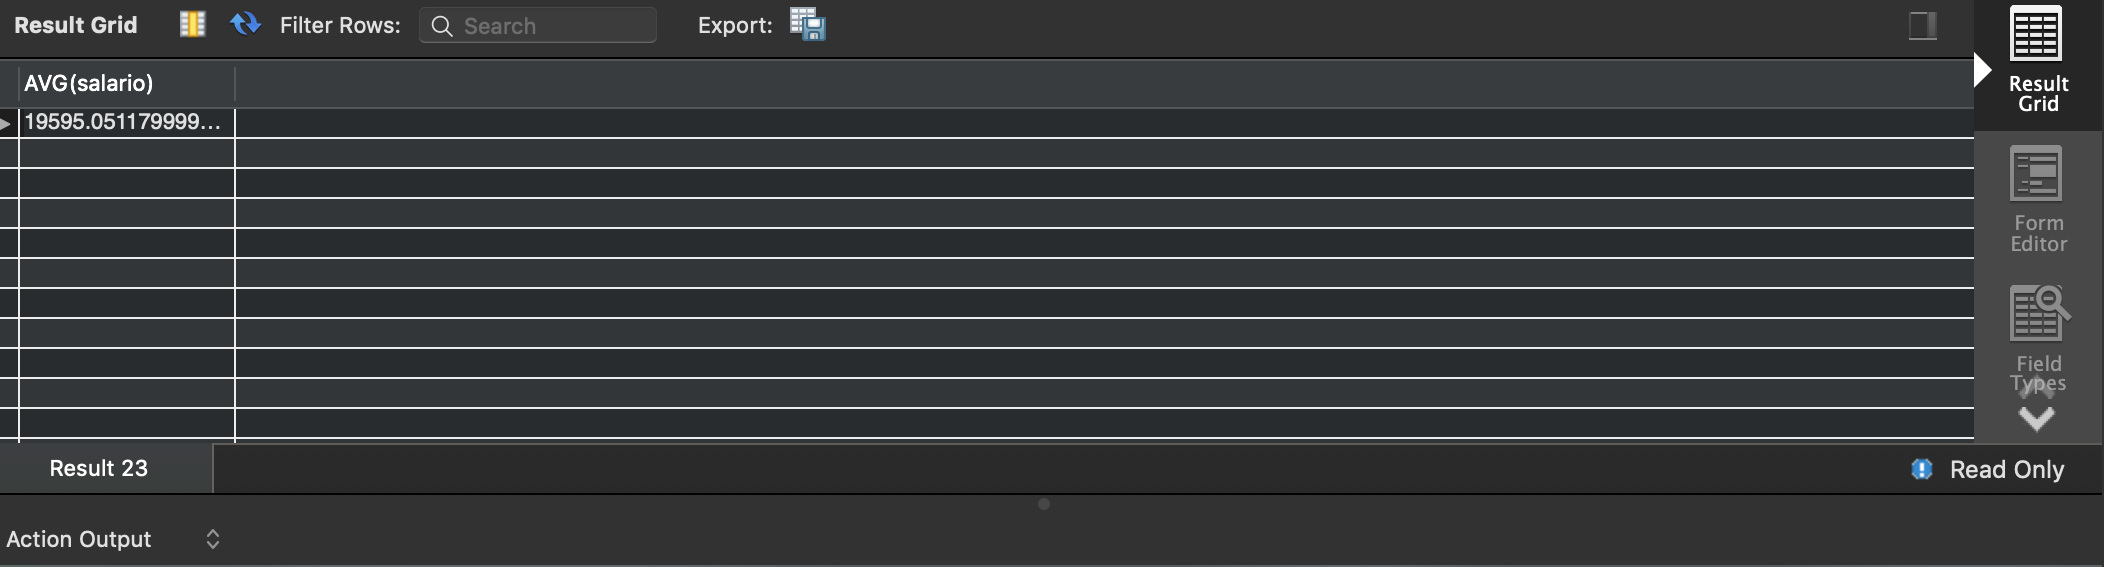 Result Grid Filter Rows: Search Export:
AVG(salario)
19595.051179999...
Result
Grid
Form
Editor
Field
Types
Result 23 Read Only
Action Output